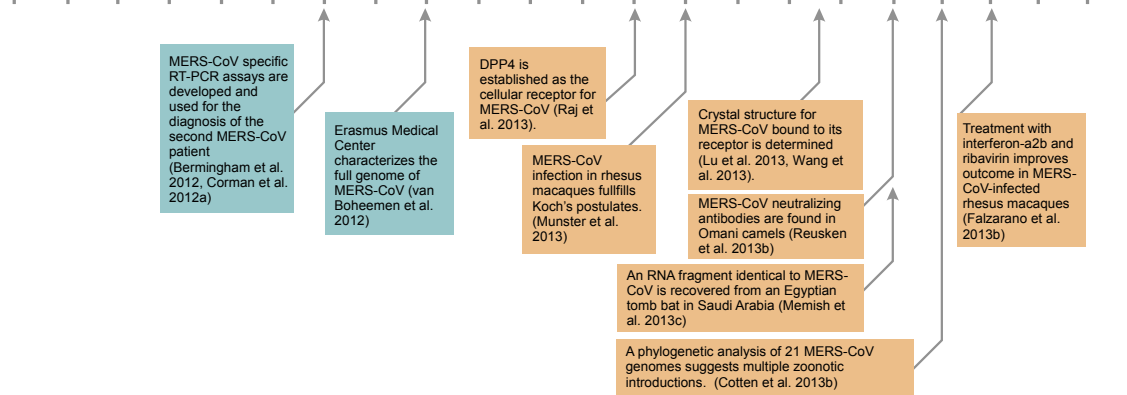 MERS-CoV specific
RT-PCR assays are
developed and
used for the
diagnosis of the
second MERS-CoV
patient
(Bermingham et al.
2012, Corman et al.
2012a)
Erasmus Medical
Center
characterizes the
full genome of
MERS-CoV (van
Boheemen et al.
2012)
DPP4 is
established as the
cellular receptor for
MERS-CoV (Raj et
al. 2013).
MERS-CoV
infection in rhesus
macaques fullfills
Koch's postulates.
(Munster et al.
2013)
Crystal structure for
MERS-CoV bound to its
receptor is determined
(Lu et al. 2013, Wang et
al. 2013).
MERS-CoV neutralizing
antibodies are found in
Omani camels (Reusken
et al. 2013b)
An RNA fragment identical to MERS-
CoV is recovered from an Egyptian
tomb bat in Saudi Arabia (Memish et
al. 2013c)
A phylogenetic analysis of 21 MERS-CoV
genomes suggests multiple zoonotic
introductions.  (Cotten et al. 2013b)
Treatment with
interferon-a2b and
ribavirin improves
outcome in MERS-
CoV-infected
rhesus macaques
(Falzarano et al.
2013b)